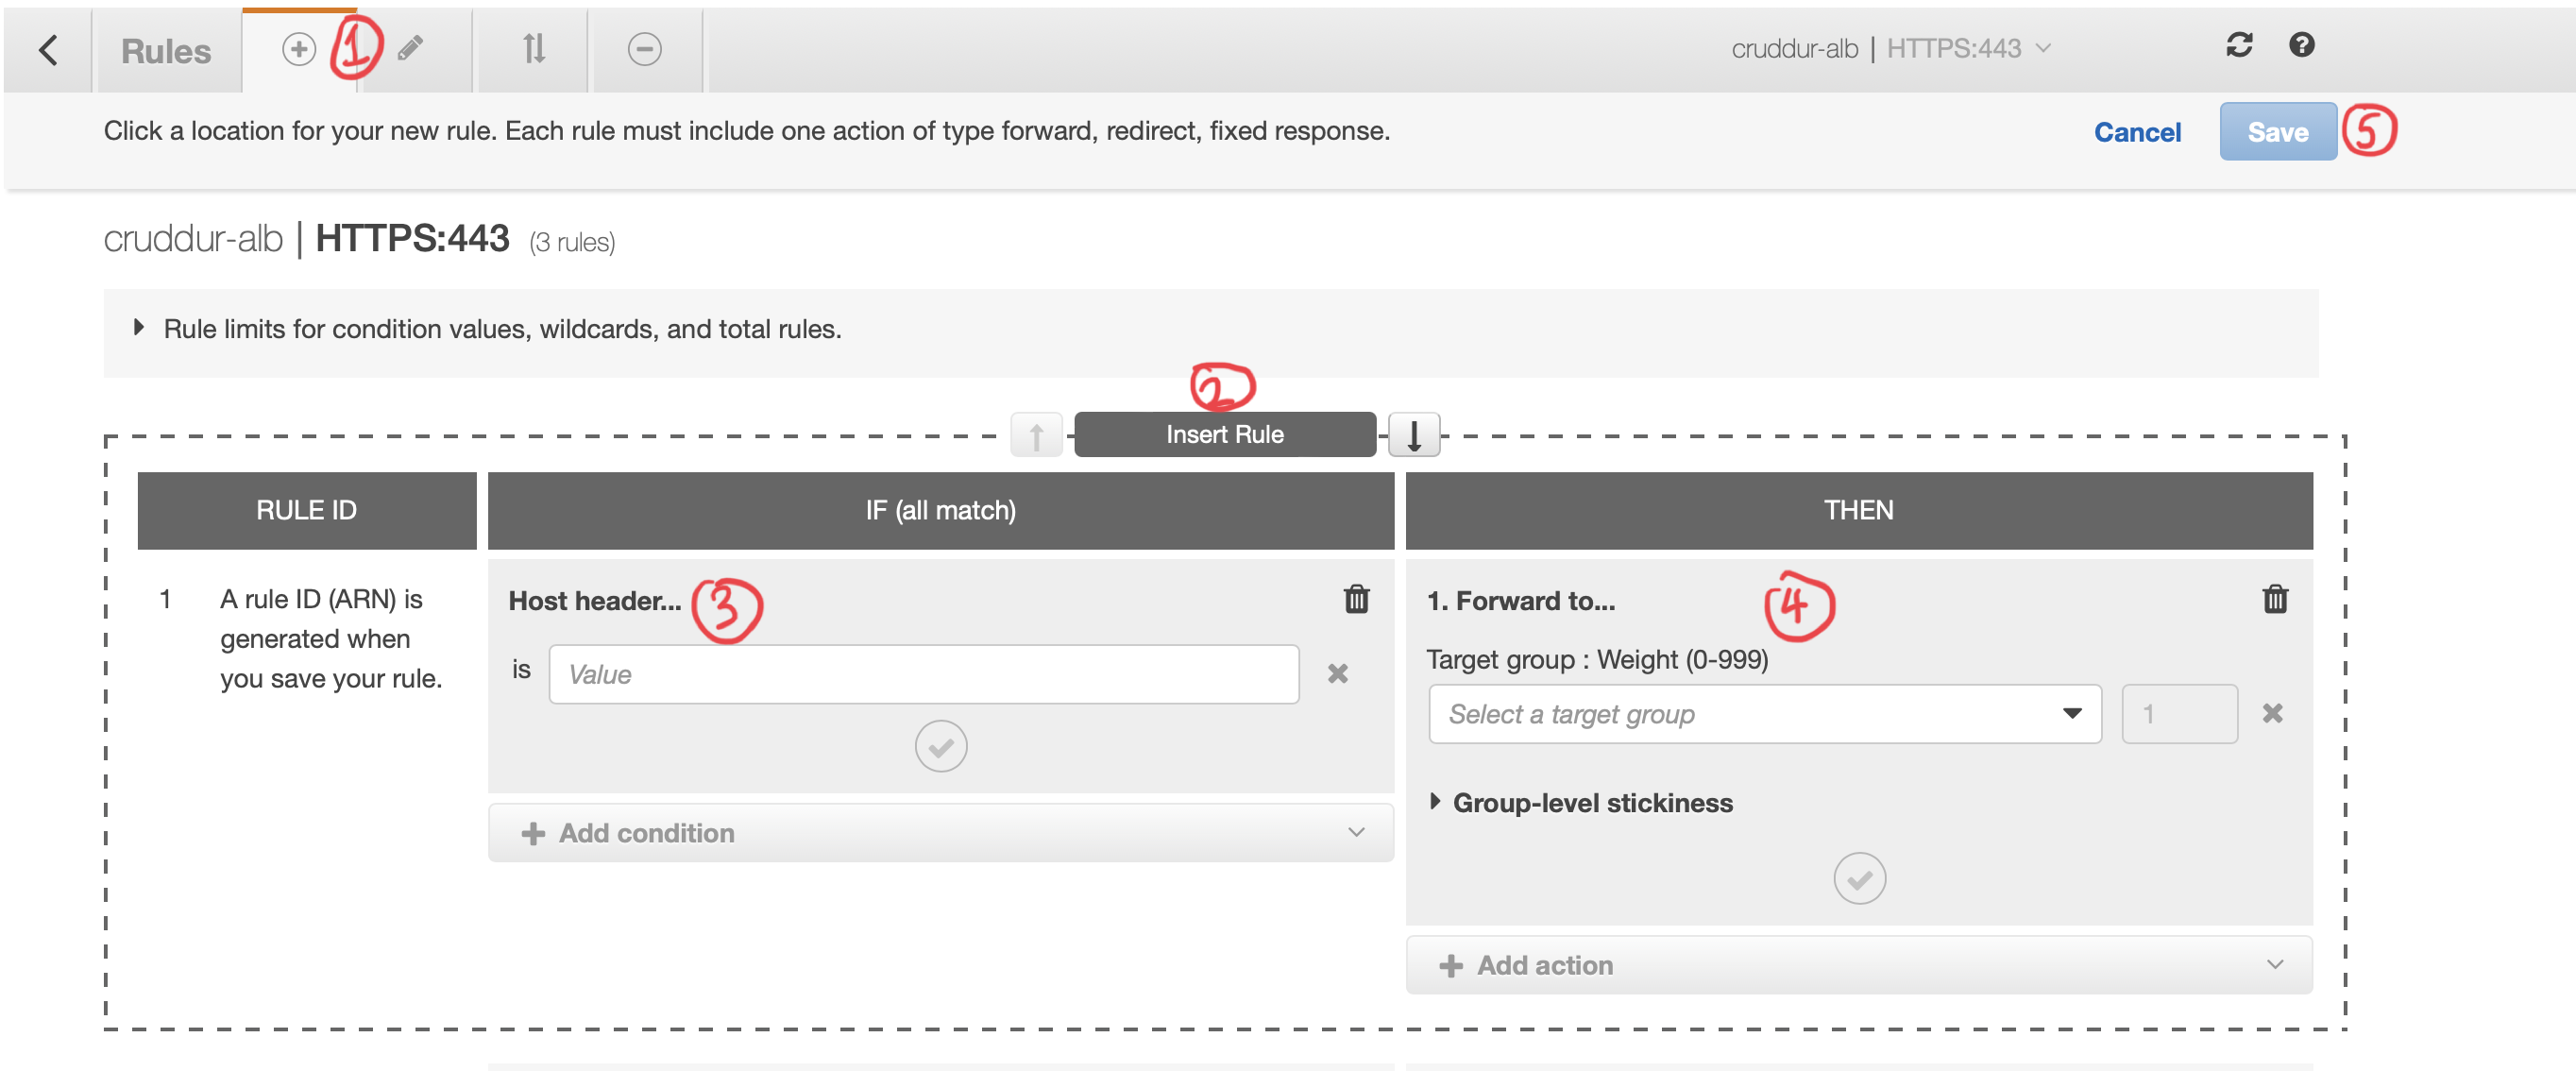 Rules 1 cruddur-alb | HTTPS:443
Click a location for your new rule. Each rule must include one action of type forward, redirect, fixed response. Cancel Save 5
cruddur-alb | HTTPS:443 (3 rules)
Rule limits for condition values, wildcards, and total rules.
2
Insert Rule
RULE ID IF (all match) THEN
1 A rule ID (ARN) is generated when you save your rule.
Host header... 3
is Value
Add condition
1. Forward to... 4
Target group : Weight (0-999)
Select a target group 1
Group-level stickiness
Add action